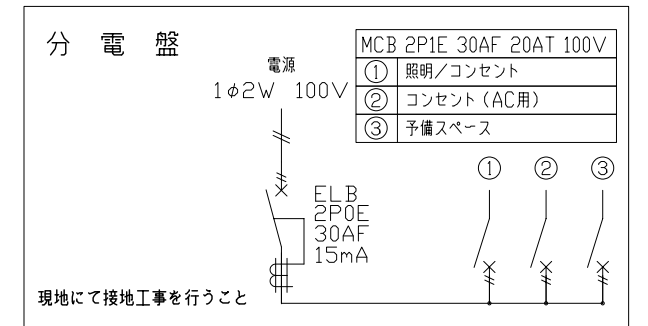 分電盤
電源
1φ2W 100V
MCB 2P1E 30AF 20AT 100V
① 照明/コンセント
② コンセント(AC用)
③ 予備スペース
① ② ③
ELB
2P0E
30AF
15mA
現地にて接地工事を行うこと